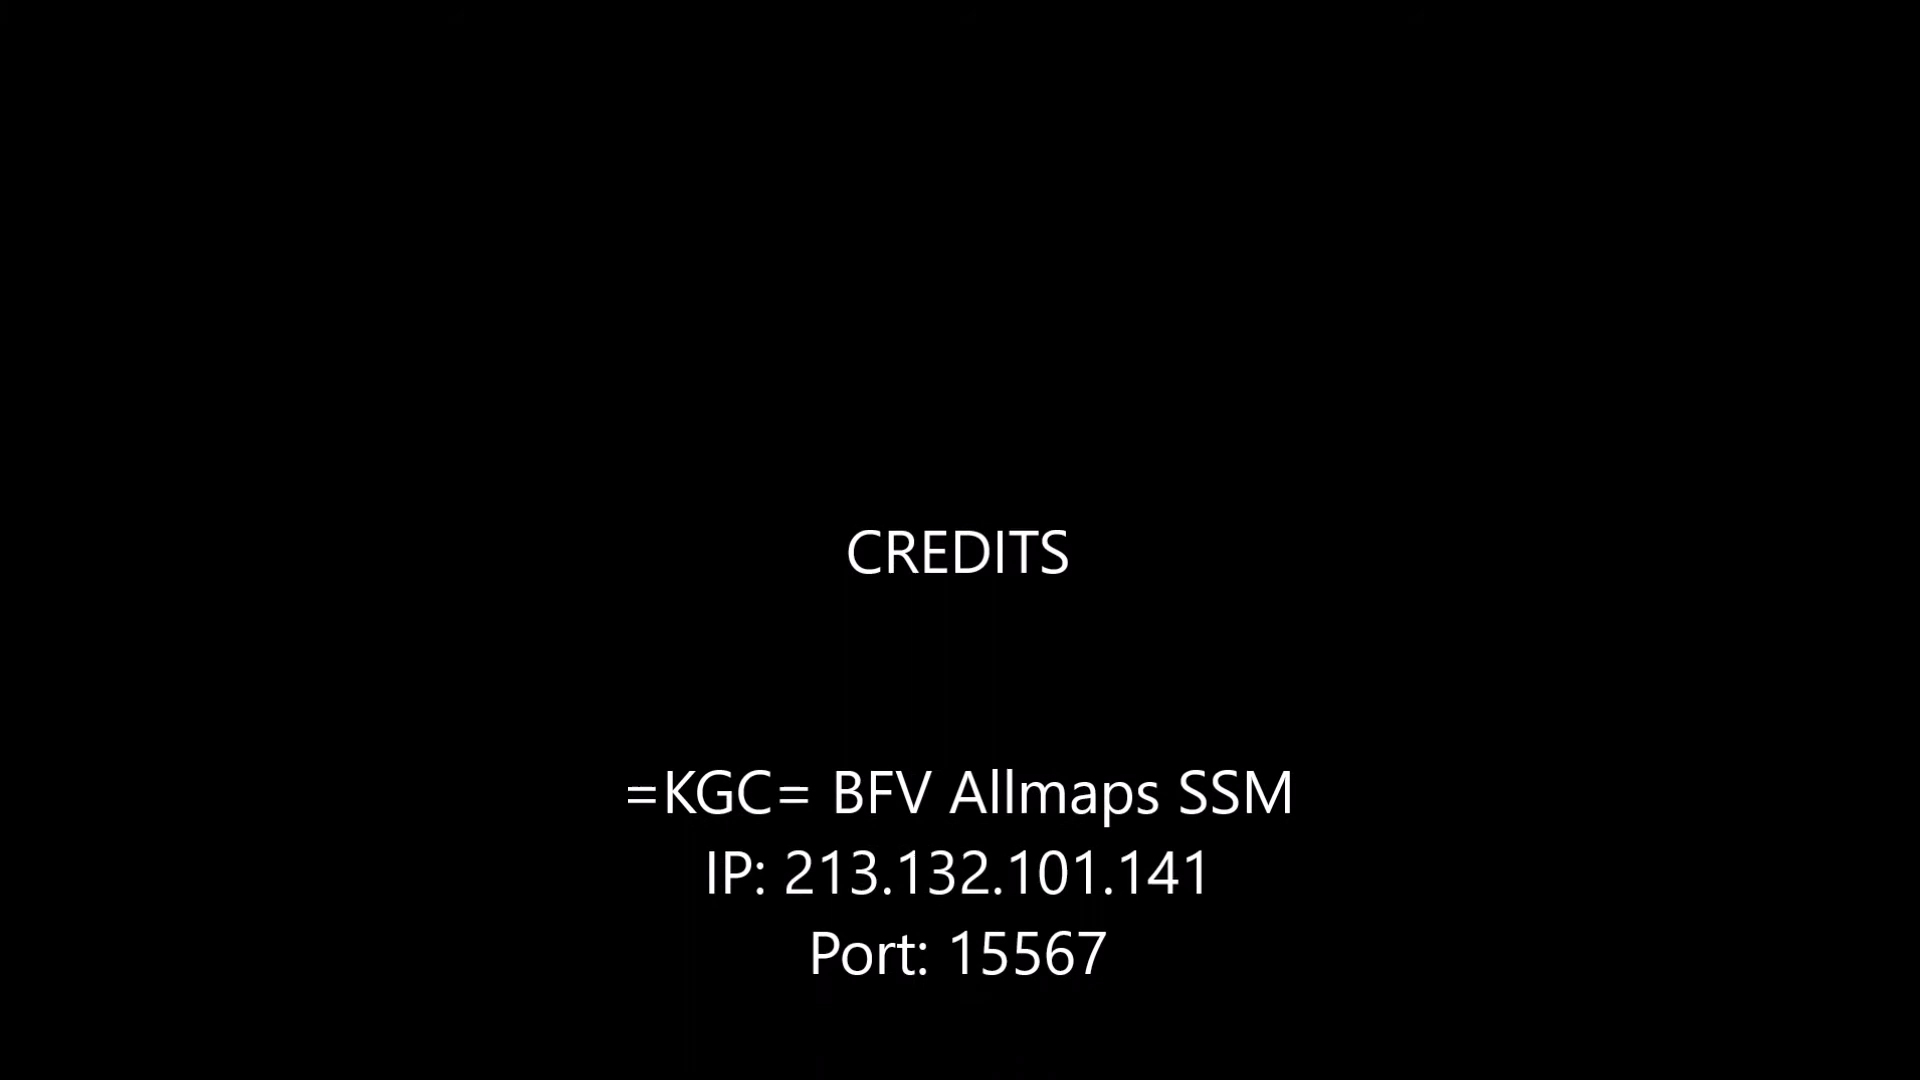 CREDITS
=KGC= BFV Allmaps SSM
IP: 213.132.101.141
Port: 15567